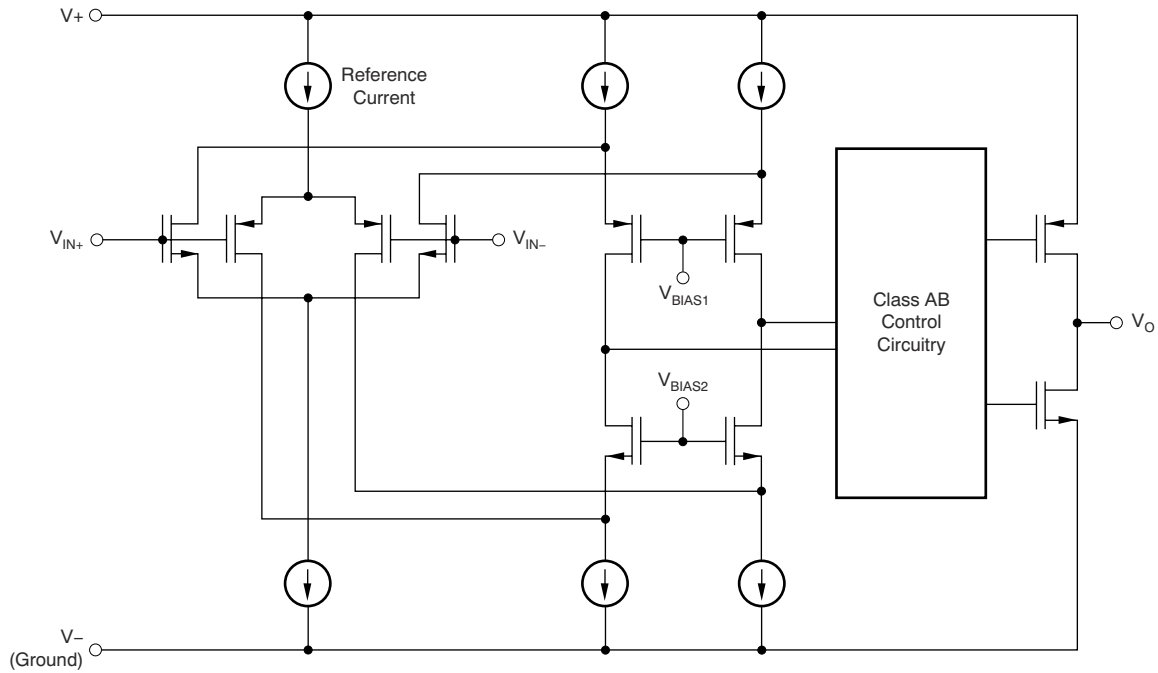 V+
Reference
Current
VIN+
VIN−
VBIAS1
Class AB
Control
Circuitry
VO
VBIAS2
V−
(Ground)